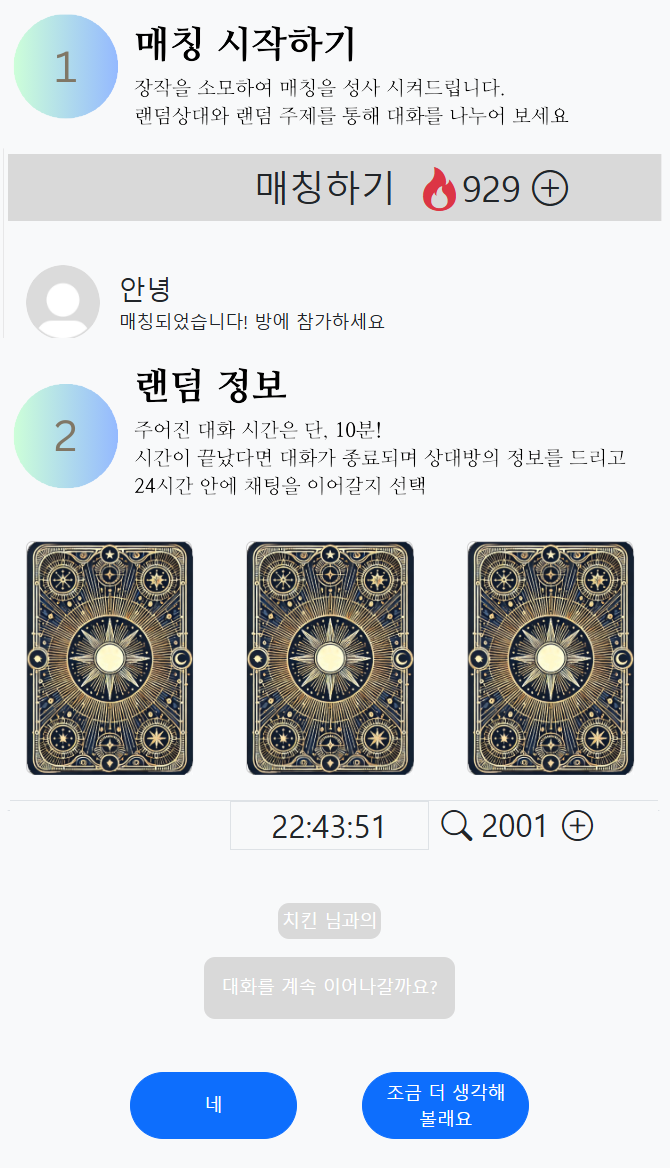 1
매칭 시작하기
장작을 소모하여 매칭을 성사 시켜드립니다.
랜덤상대와 랜덤 주제를 통해 대화를 나누어 보세요
매칭하기 929
안녕
매칭되었습니다! 방에 참가하세요
2
랜덤 정보
주어진 대화 시간은 단, 10분!
시간이 끝났다면 대화가 종료되며 상대방의 정보를 드리고
24시간 안에 채팅을 이어갈지 선택
22:43:51 2001
치킨 님과의
대화를 계속 이어나갈까요?
네
조금 더 생각해
볼래요